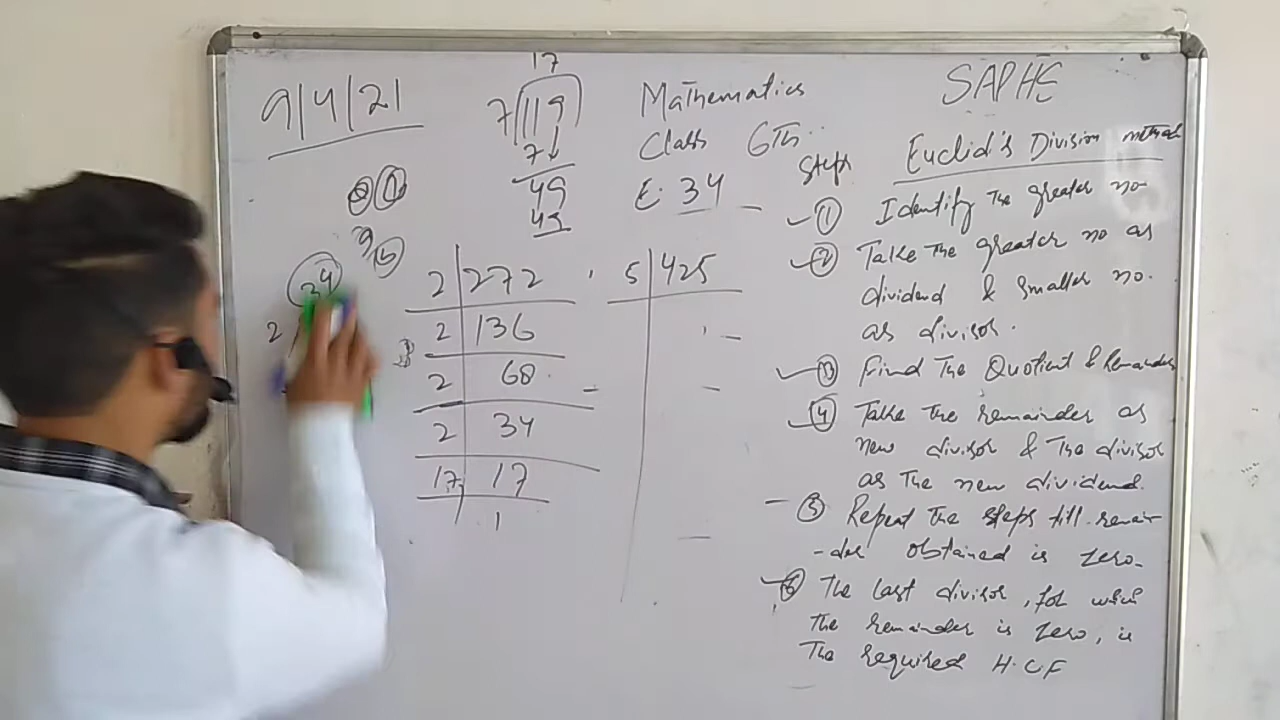 9/4/21
17
7 119
7
49
49
Mathematics
Class 6Th
E: 34
SAPHE
Euclid's Division method
Steps
① Identify The greater no
② Take The greater no as
dividend & smaller no.
as divisor.
③ Find The Quotient & Remainder
④ Take the remainder as
new divisor & The divisor
as The new dividend.
⑤ Repeat the steps till remain
-der obtained is zero.
⑥ The last divisor, for which
The remainder is zero, is
The required H.C.F
34
2
2 272
2 136
2 68
2 34
17 17
1
5 425